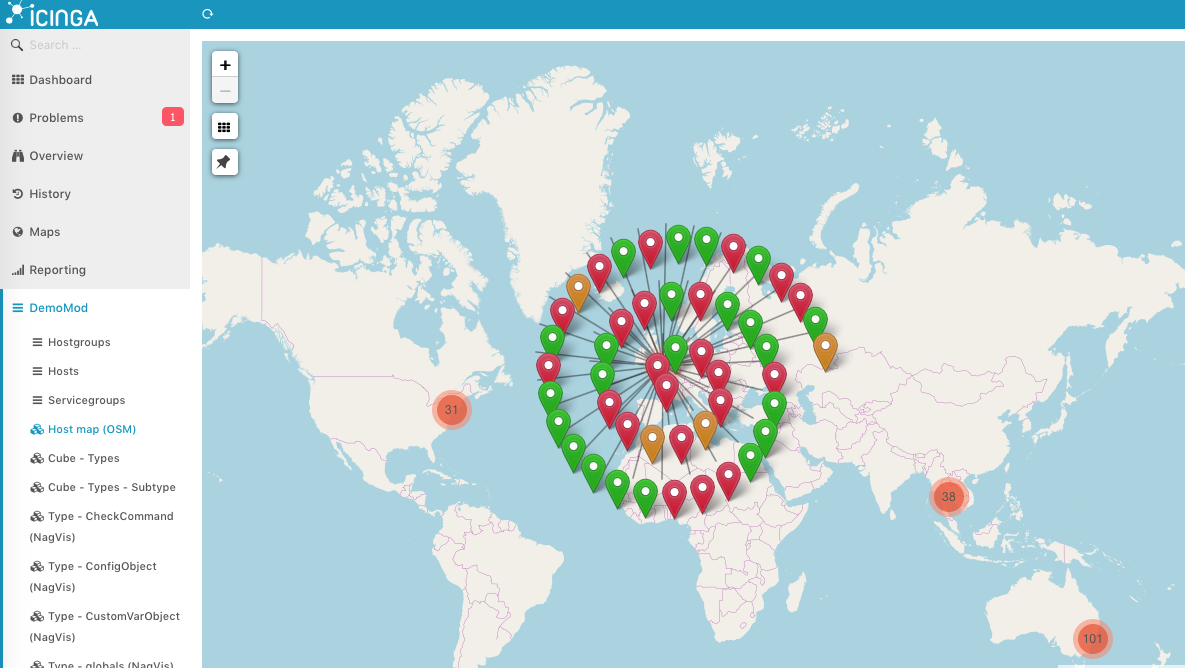 ICINGA
Search ...
Dashboard
Problems
1
Overview
History
Maps
Reporting
DemoMod
Hostgroups
Hosts
Servicegroups
Host map (OSM)
Cube - Types
Cube - Types - Subtype
Type - CheckCommand
(NagVis)
Type - ConfigObject
(NagVis)
Type - CustomVarObject
(NagVis)
Type - globals (NagVis)
+
−
31
38
101